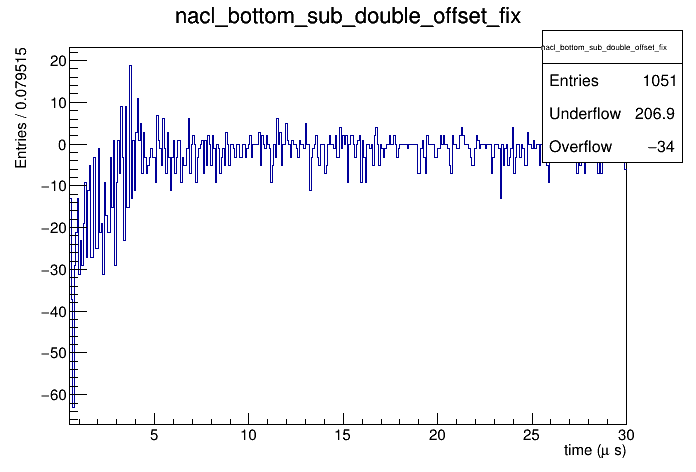 nacl_bottom_sub_double_offset_fix
nacl_bottom_sub_double_offset_fix
Entries 1051
Underflow 206.9
Overflow −34
Entries / 0.079515
20
10
0
−10
−20
−30
−40
−50
−60
5 10 15 20 25 30
time (μ s)